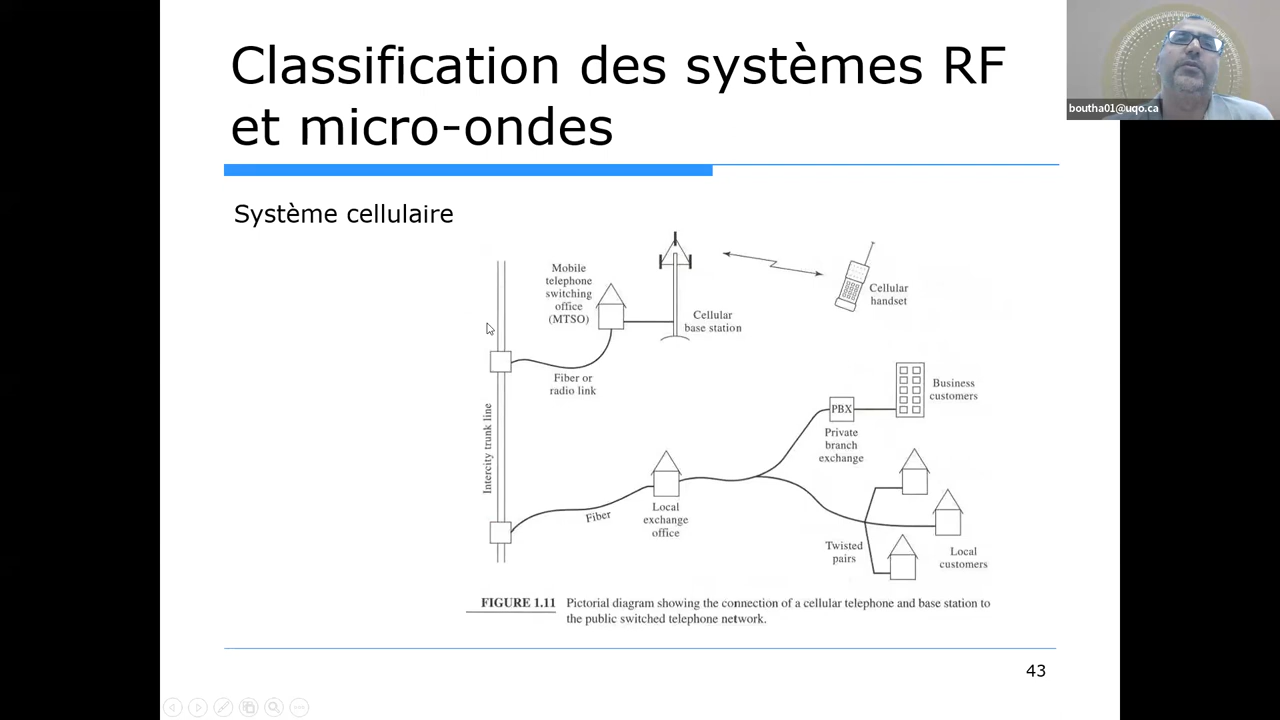 Classification des systèmes RF
et micro-ondes
boutha01@uqo.ca
Système cellulaire
Mobile
telephone
switching
office
(MTSO)
Cellular
handset
Cellular
base station
Fiber or
radio link
Business
customers
PBX
Private
branch
exchange
Intercity trunk line
Fiber
Local
exchange
office
Twisted
pairs
Local
customers
FIGURE 1.11 Pictorial diagram showing the connection of a cellular telephone and base station to
the public switched telephone network.
43